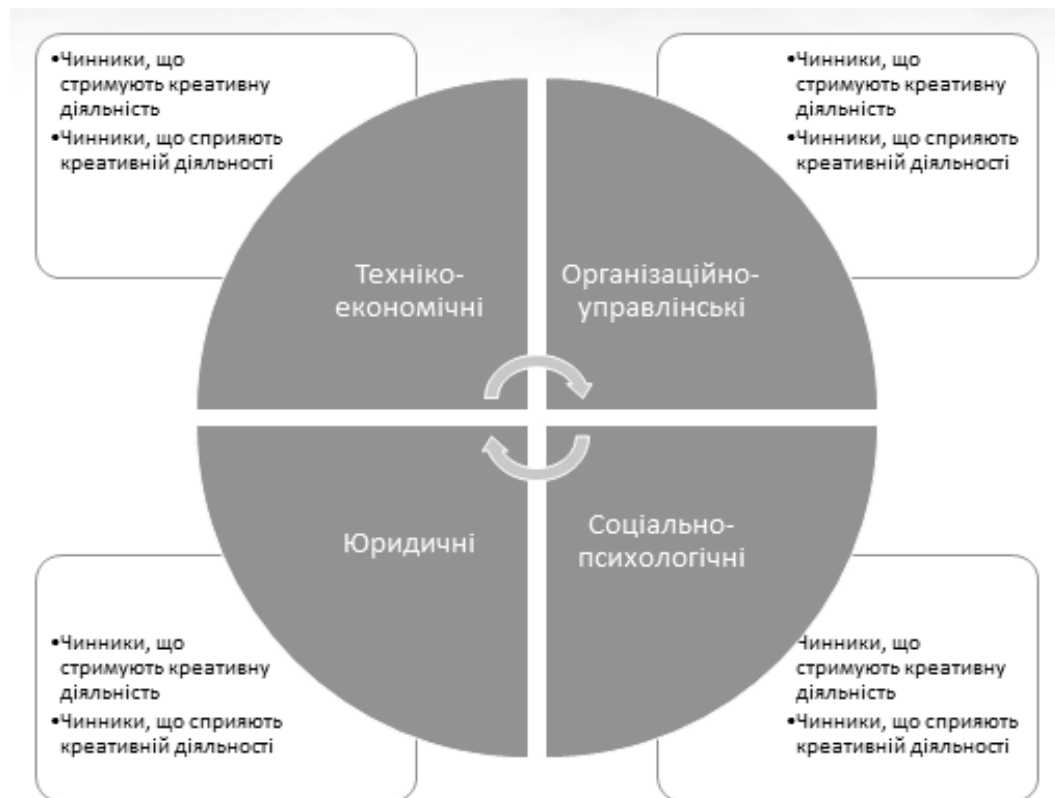 •Чинники, що
стримують креативну
діяльність
•Чинники, що сприяють
креативній діяльності
•Чинники, що
стримують креативну
діяльність
•Чинники, що сприяють
креативній діяльності
Техніко-
економічні
Організаційно-
управлінські
Юридичні
Соціально-
психологічні
•Чинники, що
стримують креативну
діяльність
•Чинники, що сприяють
креативній діяльності
Чинники, що
стримують креативну
діяльність
•Чинники, що сприяють
креативній діяльності